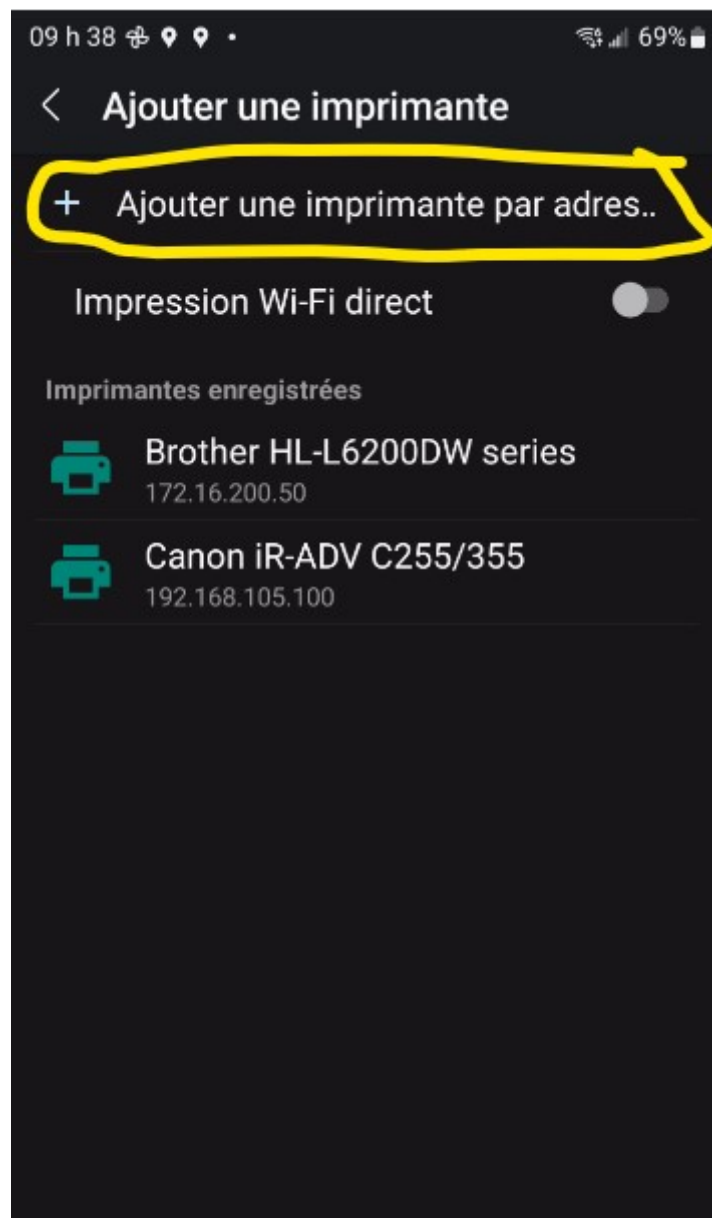 09 h 38
69%
Ajouter une imprimante
+ Ajouter une imprimante par adres..
Impression Wi-Fi direct
Imprimantes enregistrées
Brother HL-L6200DW series
172.16.200.50
Canon iR-ADV C255/355
192.168.105.100